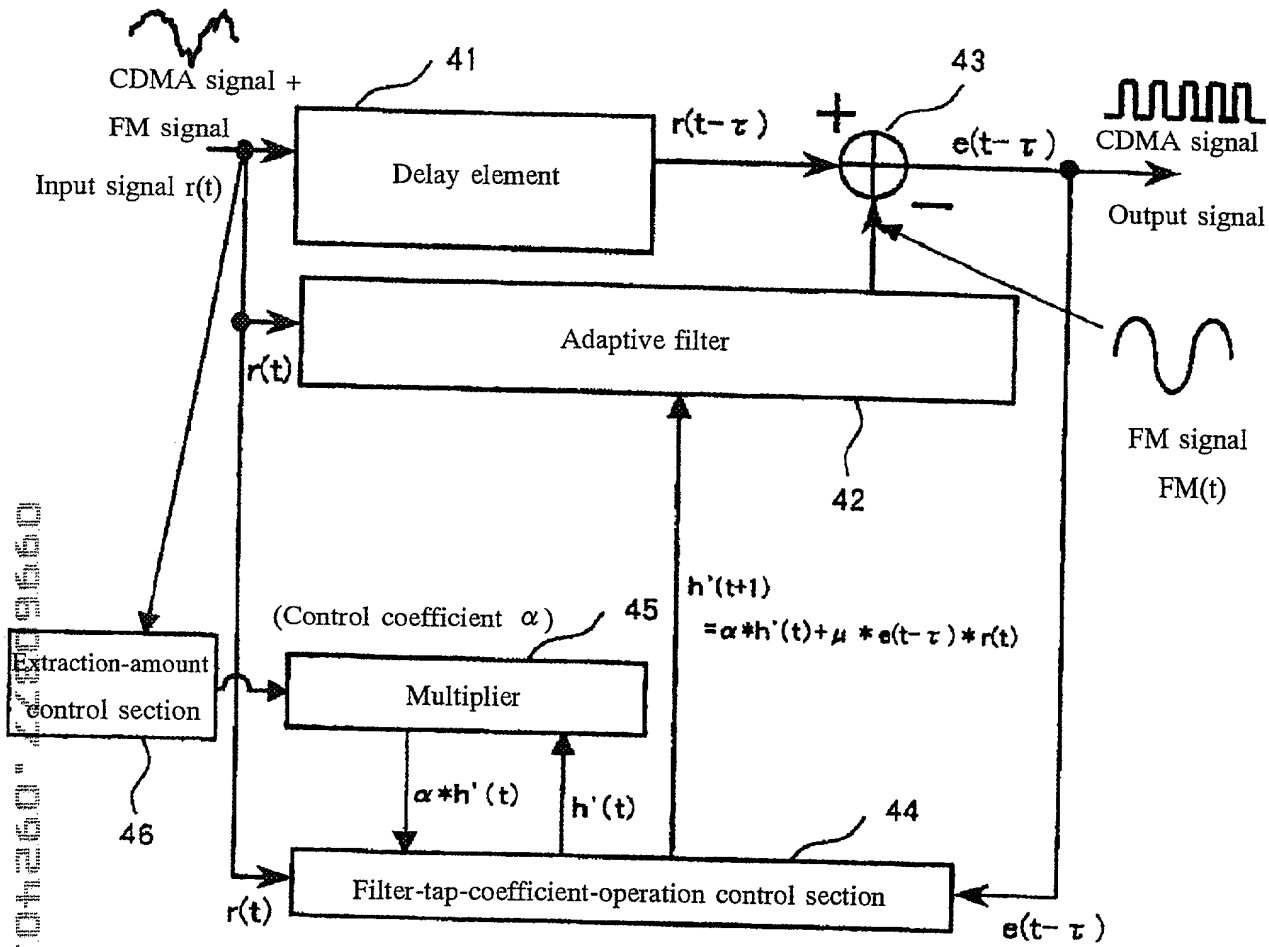 CDMA signal +
FM signal
Input signal r(t)
41
Delay element
r(t-τ)
+
43
e(t-τ)
CDMA signal
Output signal
−
Adaptive filter
r(t)
42
FM signal
FM(t)
h'(t+1)
=α*h'(t)+μ*e(t-τ)*r(t)
(Control coefficient α)
45
Extraction-amount
control section
Multiplier
46
α*h'(t)
h'(t)
44
r(t)
Filter-tap-coefficient-operation control section
e(t-τ)